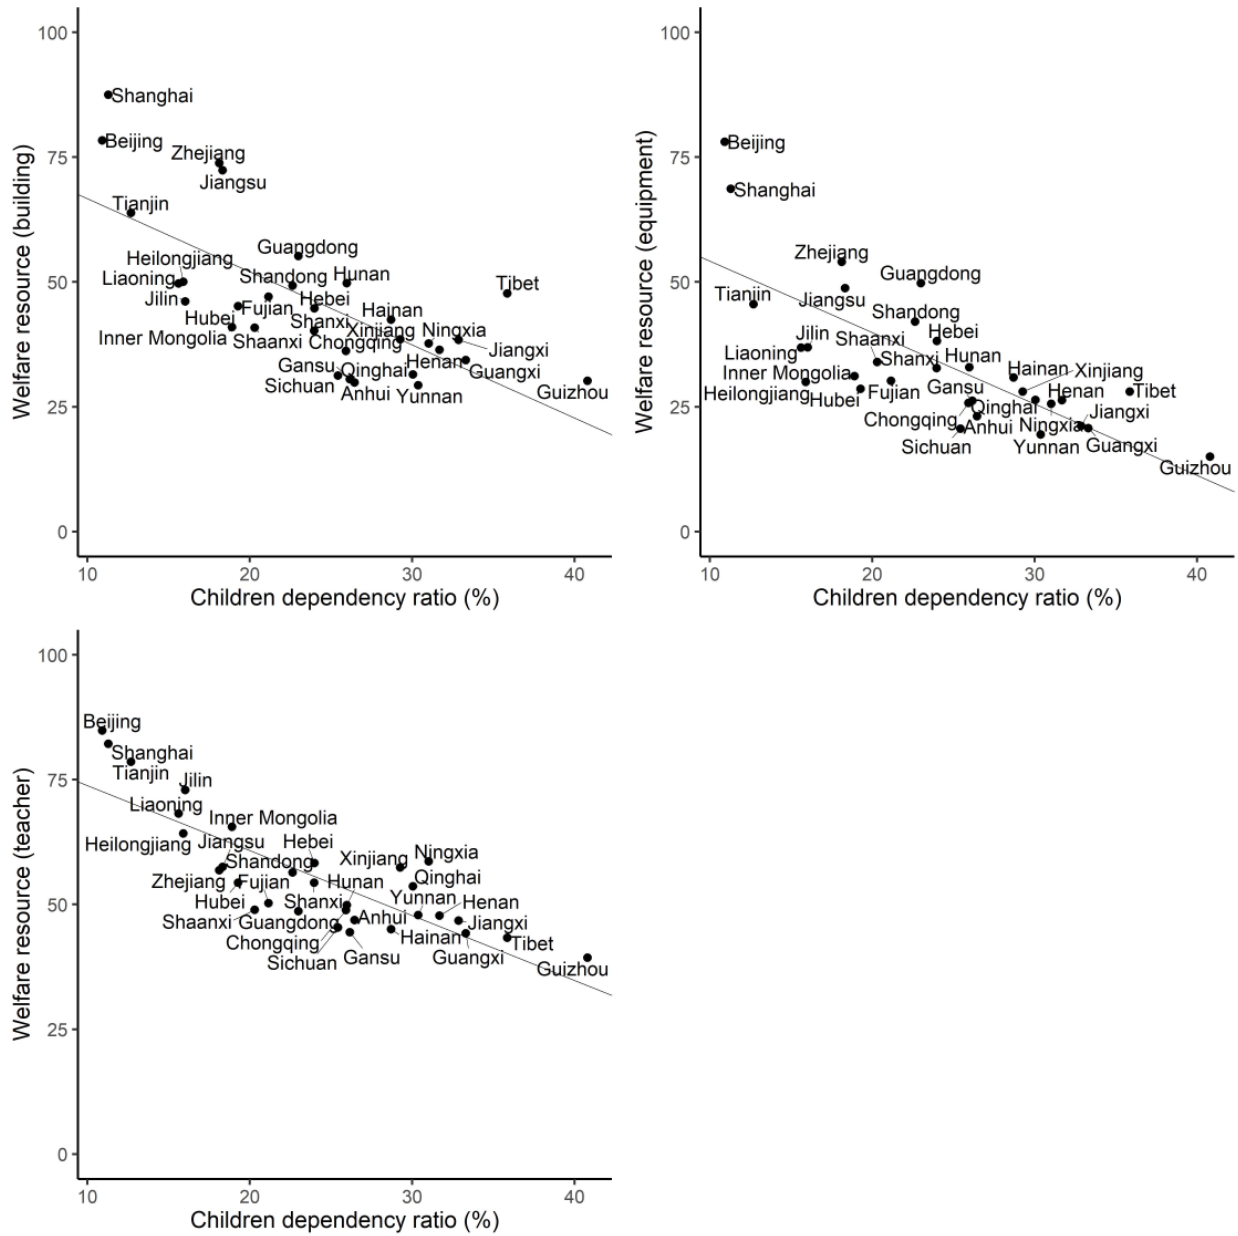 100
75
50
25
0
Welfare resource (building)
Shanghai
Beijing
Zhejiang
Jiangsu
Tianjin
Guangdong
Heilongjiang
Liaoning
Shandong
Hunan
Tibet
Jilin
Hebei
Fujian
Hainan
Hubei
Shanxi
Inner Mongolia
Shaanxi
Xinjiang
Ningxia
Chongqing
Jiangxi
Gansu
Qinghai
Henan
Guangxi
Sichuan
Anhui
Yunnan
Guizhou
10
20
30
40
Children dependency ratio (%)
100
75
50
25
0
Welfare resource (equipment)
Beijing
Shanghai
Zhejiang
Guangdong
Tianjin
Jiangsu
Shandong
Jilin
Shaanxi
Hebei
Liaoning
Shanxi
Hunan
Inner Mongolia
Hainan
Xinjiang
Heilongjiang
Hubei
Fujian
Gansu
Henan
Tibet
Chongqing
Qinghai
Jiangxi
Anhui
Ningxia
Sichuan
Yunnan
Guangxi
Guizhou
10
20
30
40
Children dependency ratio (%)
100
75
50
25
0
Welfare resource (teacher)
Beijing
Shanghai
Tianjin
Jilin
Liaoning
Inner Mongolia
Heilongjiang
Jiangsu
Hebei
Shandong
Xinjiang
Ningxia
Zhejiang
Fujian
Hunan
Qinghai
Hubei
Shanxi
Yunnan
Henan
Shaanxi
Guangdong
Anhui
Jiangxi
Chongqing
Hainan
Tibet
Sichuan
Gansu
Guangxi
Guizhou
10
20
30
40
Children dependency ratio (%)